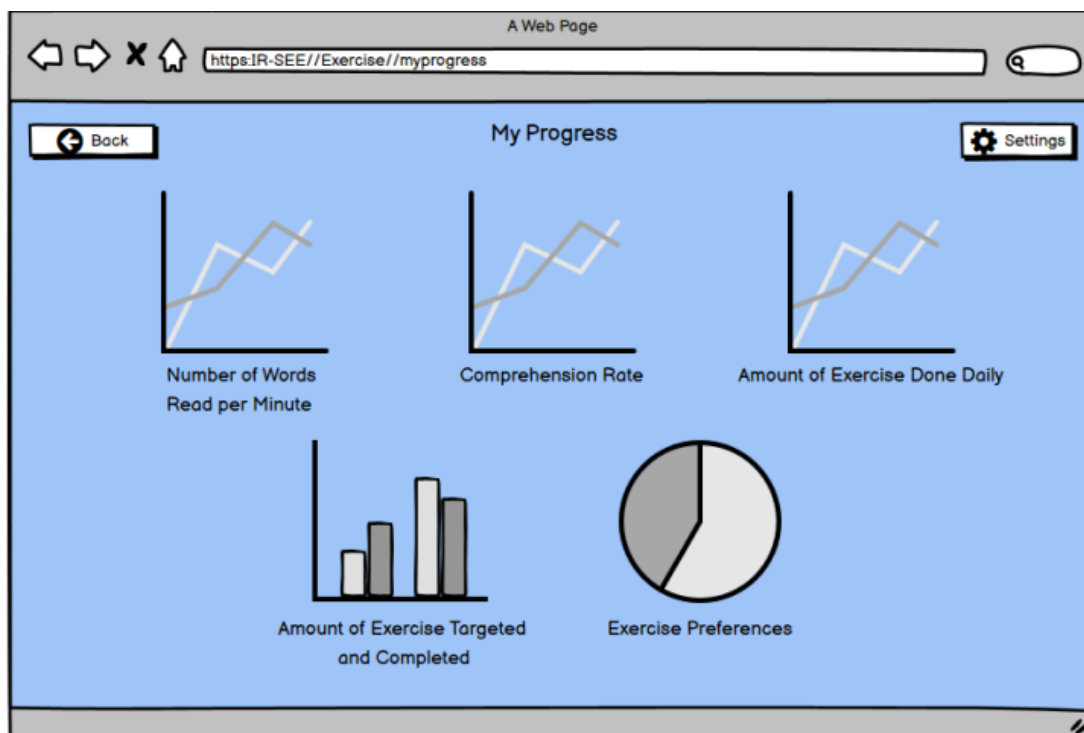 A Web Page
https:IR-SEE//Exercise//myprogress
Back
My Progress
Settings
Number of Words
Read per Minute
Comprehension Rate
Amount of Exercise Done Daily
Amount of Exercise Targeted
and Completed
Exercise Preferences